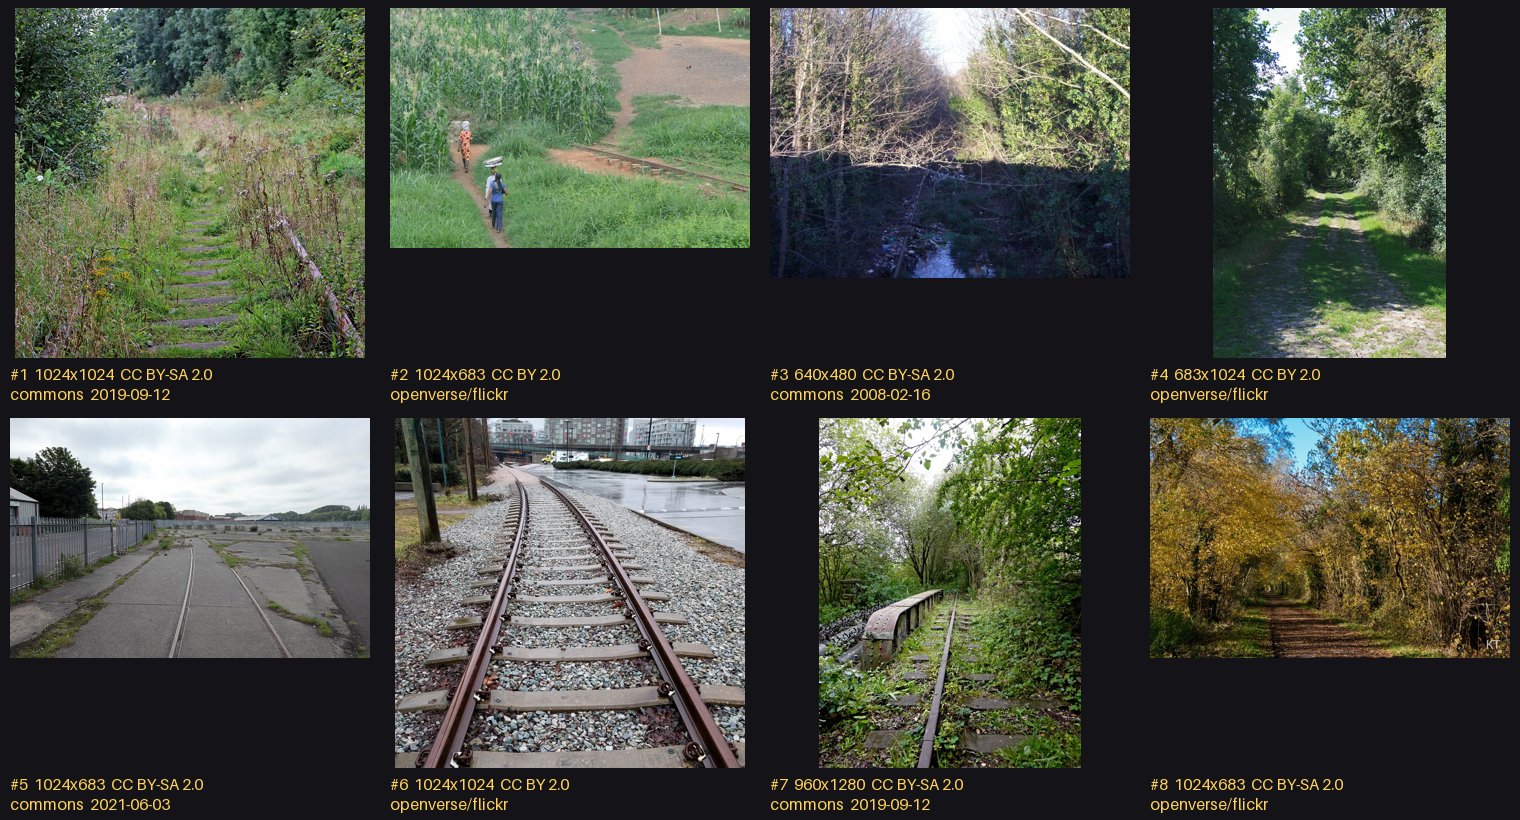 #1 1024x1024 CC BY-SA 2.0
commons 2019-09-12
#2 1024x683 CC BY 2.0
openverse/flickr
#3 640x480 CC BY-SA 2.0
commons 2008-02-16
#4 683x1024 CC BY 2.0
openverse/flickr
KT
#5 1024x683 CC BY-SA 2.0
commons 2021-06-03
#6 1024x1024 CC BY 2.0
openverse/flickr
#7 960x1280 CC BY-SA 2.0
commons 2019-09-12
#8 1024x683 CC BY-SA 2.0
openverse/flickr